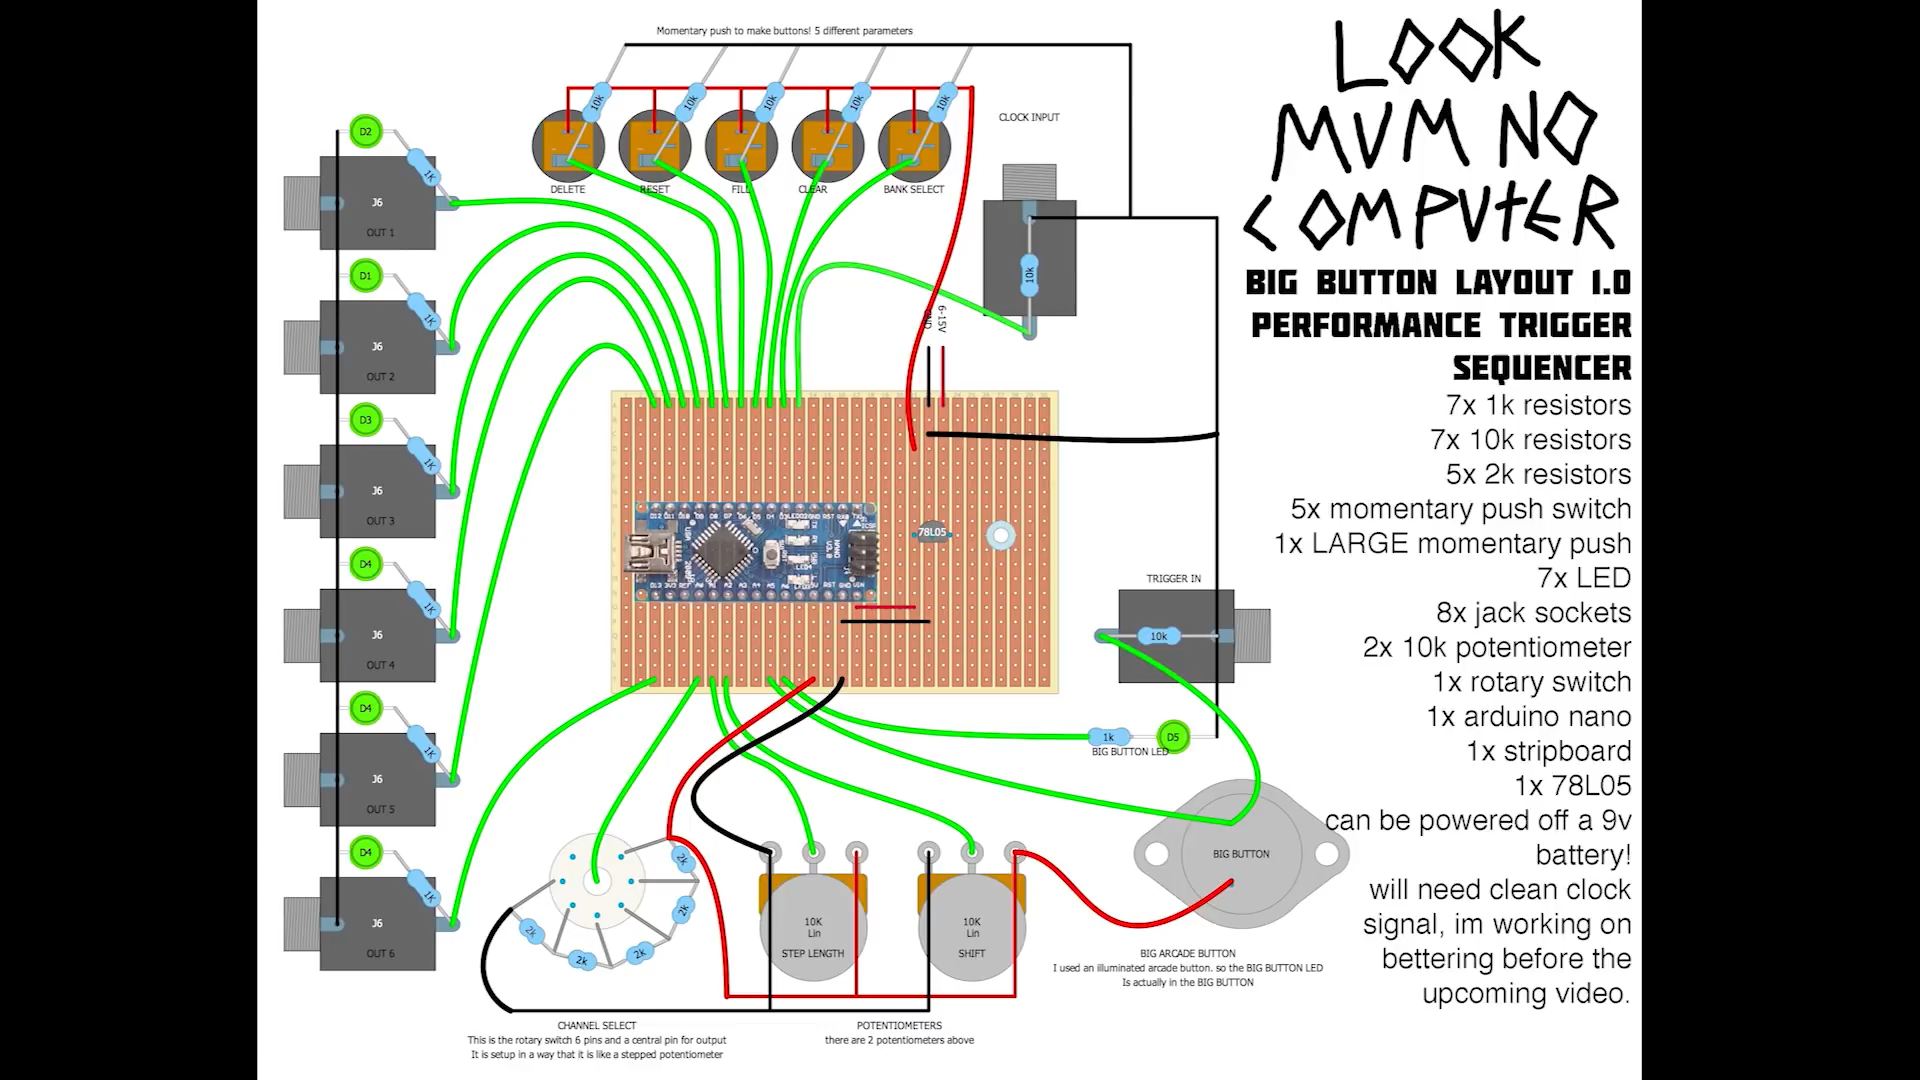 Momentary push to make buttons! 5 different parameters
10k
10k
10k
10k
10k
DELETE
RESET
FILL
CLEAR
BANK SELECT
CLOCK INPUT
10k
GND
6-15V
D2
1K
J6
OUT 1
D1
1K
J6
OUT 2
D3
1K
J6
OUT 3
D4
1K
J6
OUT 4
D4
1K
J6
OUT 5
D4
1K
J6
OUT 6
78L05
TRIGGER IN
10k
1k
D5
BIG BUTTON LED
BIG BUTTON
2k
2k
2k
2k
2k
10K
Lin
STEP LENGTH
10K
Lin
SHIFT
BIG ARCADE BUTTON
I used an illuminated arcade button. so the BIG BUTTON LED
Is actually in the BIG BUTTON
CHANNEL SELECT
This is the rotary switch 6 pins and a central pin for output
It is setup in a way that it is like a stepped potentiometer
POTENTIOMETERS
there are 2 potentiometers above
LOOK
MUM NO
COMPUTER
BIG BUTTON LAYOUT 1.0
PERFORMANCE TRIGGER
SEQUENCER
7x 1k resistors
7x 10k resistors
5x 2k resistors
5x momentary push switch
1x LARGE momentary push
7x LED
8x jack sockets
2x 10k potentiometer
1x rotary switch
1x arduino nano
1x stripboard
1x 78L05
can be powered off a 9v
battery!
will need clean clock
signal, im working on
bettering before the
upcoming video.